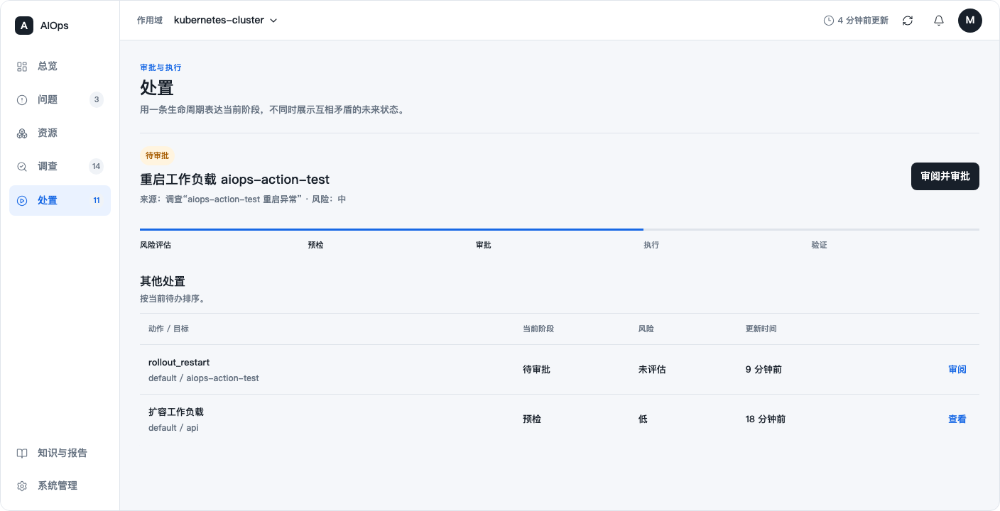 A AIOps
作用域 kubernetes-cluster
4 分钟前更新
M
总览
问题 3
资源
调查 14
处置 11
知识与报告
系统管理
审批与执行
处置
用一条生命周期表达当前阶段，不同时展示互相矛盾的未来状态。
待审批
重启工作负载 aiops-action-test
来源：调查“aiops-action-test 重启异常” · 风险：中
审阅并审批
风险评估 预检 审批 执行 验证
其他处置
按当前待办排序。
动作 / 目标 当前阶段 风险 更新时间
rollout_restart
default / aiops-action-test
待审批 未评估 9 分钟前 审阅
扩容工作负载
default / api
预检 低 18 分钟前 查看